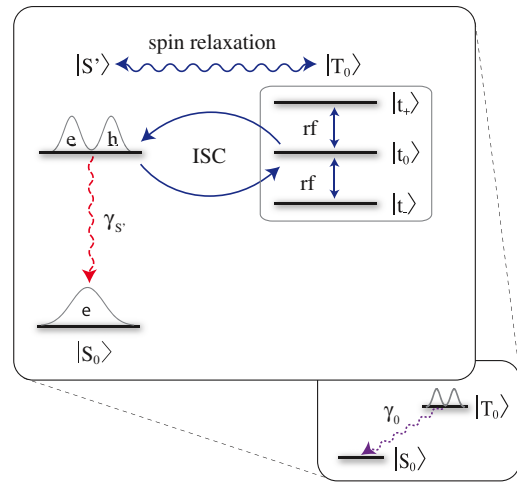 spin relaxation
|S'⟩ |T₀⟩
|t₊⟩
rf
e h ISC |t₀⟩
rf
|t₋⟩
γS'
e
|S₀⟩
|T₀⟩
γ₀
|S₀⟩